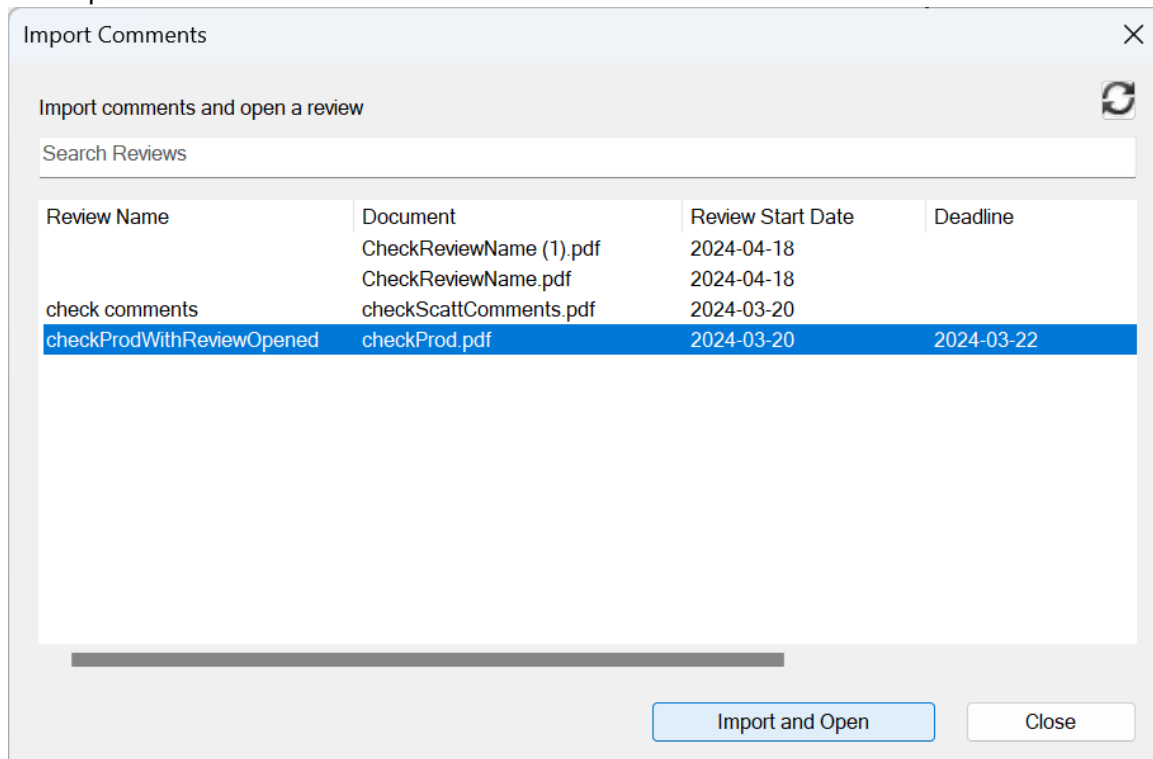 Import Comments
Import comments and open a review
Search Reviews
Review Name Document Review Start Date Deadline
CheckReviewName (1).pdf 2024-04-18
CheckReviewName.pdf 2024-04-18
check comments checkScattComments.pdf 2024-03-20
checkProdWithReviewOpened checkProd.pdf 2024-03-20 2024-03-22
Import and Open Close